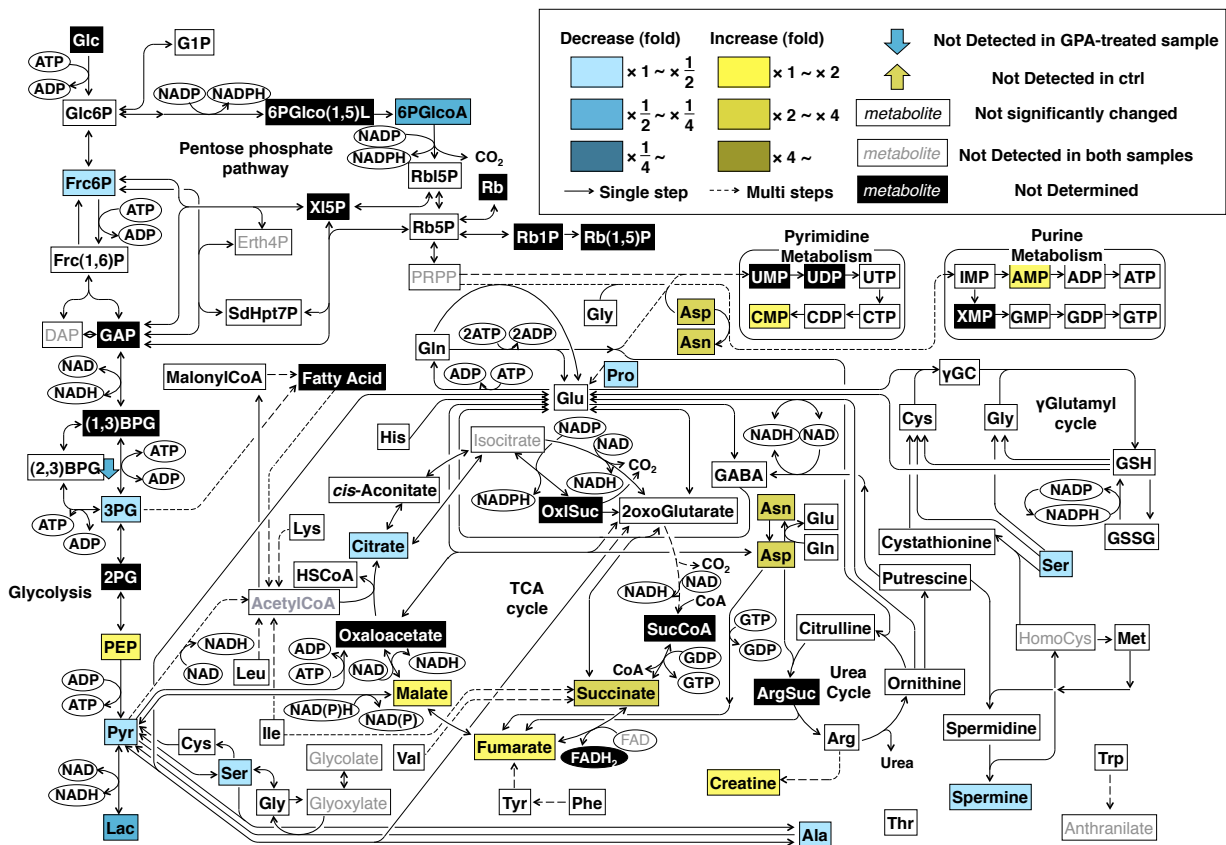 Decrease (fold)
Increase (fold)
× 1 ~ × 1/2
× 1 ~ × 2
× 1/2 ~ × 1/4
× 2 ~ × 4
× 1/4 ~
× 4 ~
Single step
Multi steps
Not Detected in GPA-treated sample
Not Detected in ctrl
metabolite
Not significantly changed
metabolite
Not Detected in both samples
metabolite
Not Determined
Glc
G1P
ATP
ADP
Glc6P
NADP
NADPH
6PGlco(1,5)L
6PGlcoA
NADP
NADPH
CO2
Pentose phosphate
pathway
Rbl5P
Rb
Frc6P
Xl5P
ATP
ADP
Erth4P
Rb5P
Rb1P
Rb(1,5)P
Frc(1,6)P
PRPP
SdHpt7P
DAP
GAP
Pyrimidine
Metabolism
UMP
UDP
UTP
CMP
CDP
CTP
Purine
Metabolism
IMP
AMP
ADP
ATP
XMP
GMP
GDP
GTP
Gly
Asp
Asn
Gln
2ATP
2ADP
ADP
ATP
Pro
Glu
NAD
NADH
MalonylCoA
Fatty Acid
γGC
Cys
Gly
γGlutamyl
cycle
(1,3)BPG
(2,3)BPG
ATP
ADP
His
Isocitrate
NADP
NAD
CO2
NADH
NADPH
NADH
NAD
GABA
GSH
3PG
ATP
ADP
cis-Aconitate
OxlSuc
2oxoGlutarate
Asn
Glu
Gln
Asp
NADP
NADPH
GSSG
Lys
Citrate
Cystathionine
Ser
2PG
Glycolysis
HSCoA
AcetylCoA
TCA
cycle
CO2
NAD
NADH
CoA
Putrescine
PEP
Oxaloacetate
SucCoA
GTP
GDP
Citrulline
HomoCys
Met
NADH
NAD
Leu
ADP
ATP
NAD
NADH
CoA
GDP
GTP
ADP
ATP
Malate
Succinate
ArgSuc
Urea
Cycle
Ornithine
NAD(P)H
NAD(P)
Pyr
Ile
Cys
Val
Fumarate
FAD
FADH2
Arg
Urea
Spermidine
Ser
Glycolate
Trp
NAD
NADH
Gly
Glyoxylate
Tyr
Phe
Creatine
Spermine
Lac
Ala
Thr
Anthranilate